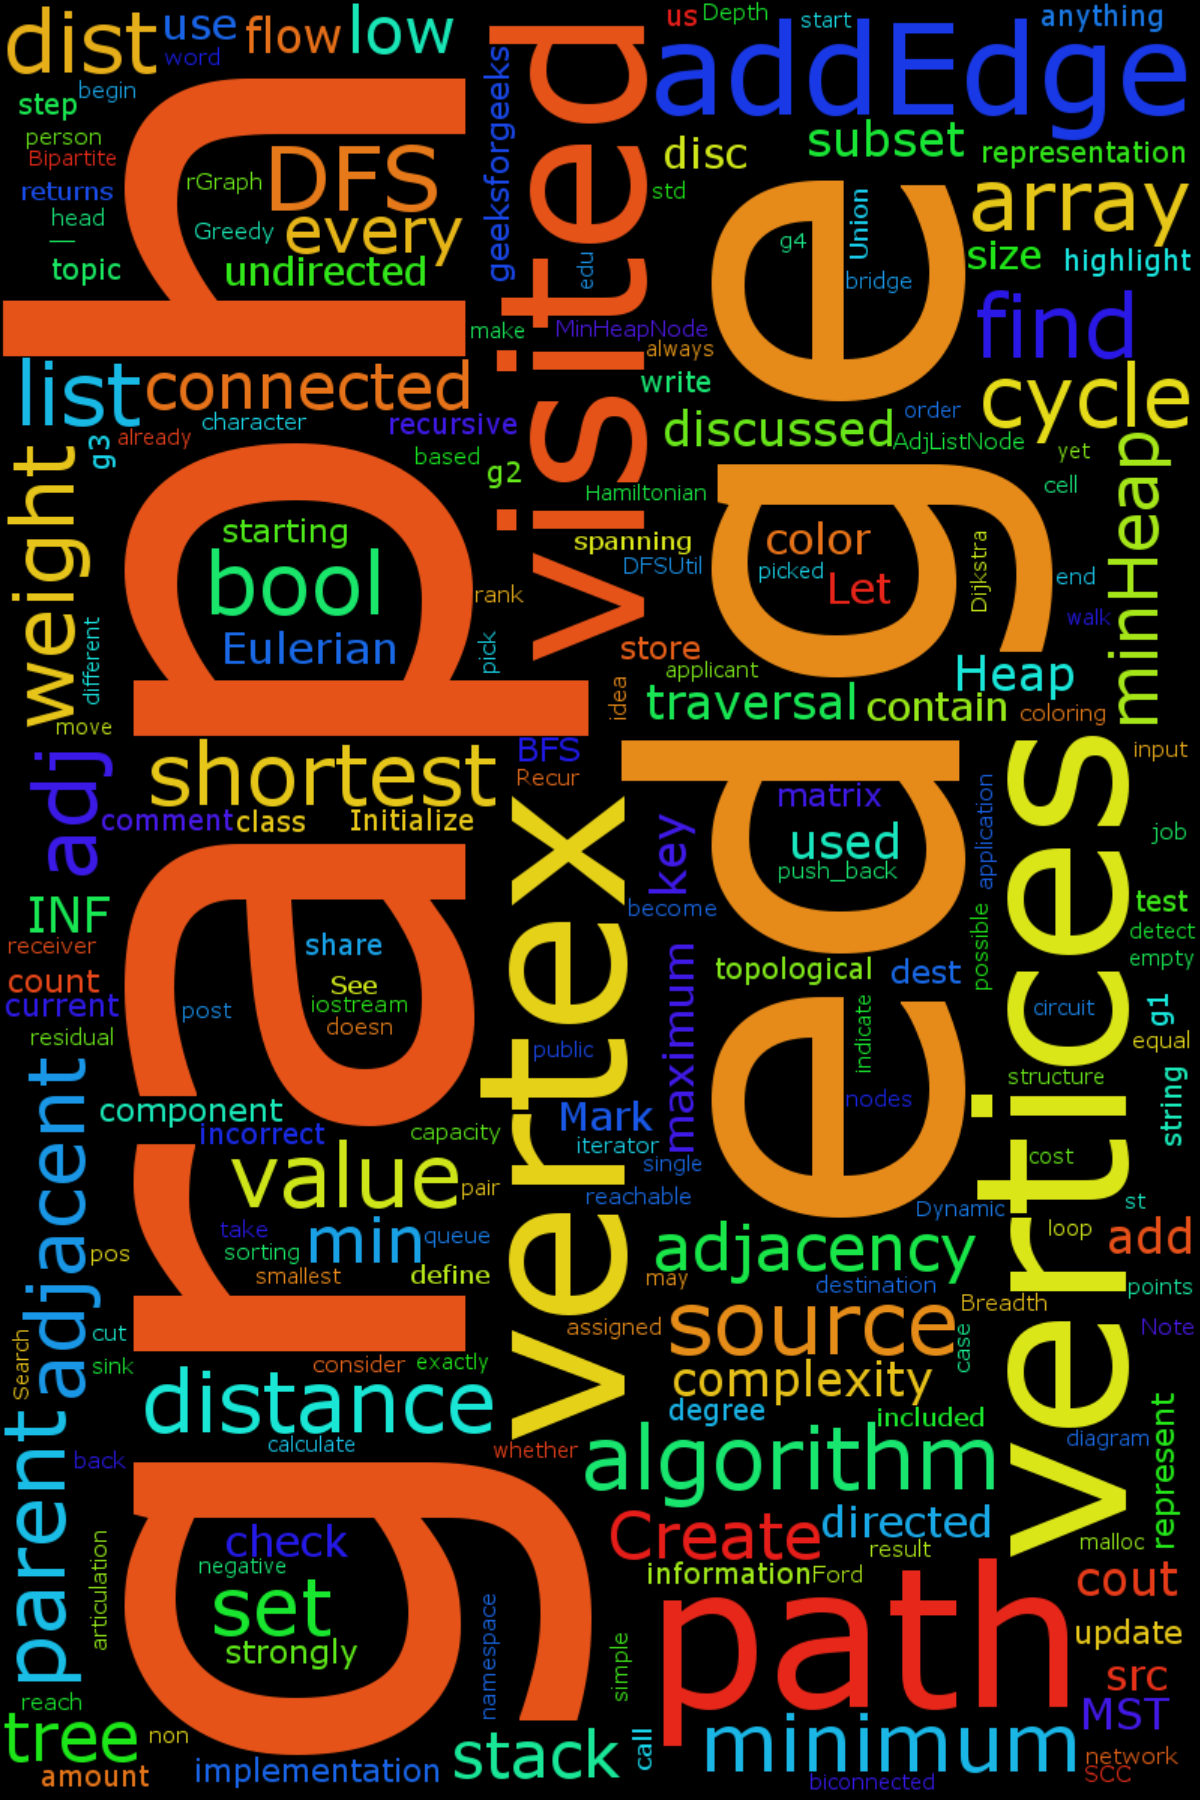 dist
use
flow
low
word
us
Depth
start
anything
addEdge
begin
step
person
Bipartite
returns
head
—
topic
rGraph
DFS
Greedy
every
undirected
geeksforgeeks
visited
edu
std
disc
subset
representation
array
size
highlight
Union
g4
bridge
find
make
MinHeapNode
always
write
graph
edge
list
connected
character
already
g3
recursive
based
g2
discussed
order
AdjListNode
cycle
yet
cell
minHeap
Hamiltonian
weight
different
move
starting
bool
Eulerian
rank
pick
spanning
DFSUtil
color
picked
Let
Dijkstra
end
walk
store
applicant
idea
traversal
contain
Heap
coloring
adj
shortest
comment
class
Initialize
BFS
Recur
vertex
matrix
used
push_back
key
become
application
vertices
input
job
test
detect
empty
INF
receiver
count
current
residual
share
See
iostream
doesn
post
public
maximum
topological
dest
possible
indicate
nodes
circuit
g1
equal
structure
string
adjacent
component
incorrect
capacity
value
pair
Mark
iterator
single
reachable
cost
st
Dynamic
loop
add
take
sorting
min
queue
smallest
define
pos
cut
sink
Search
adjacency
may
destination
points
source
Breadth
Note
assigned
case
consider
exactly
distance
calculate
complexity
degree
included
whether
algorithm
diagram
represent
parent
back
articulation
check
negative
set
strongly
namespace
simple
Create
directed
result
malloc
information
Ford
path
cout
update
src
MST
network
SCC
reach
tree
non
amount
implementation
stack
call
minimum
biconnected